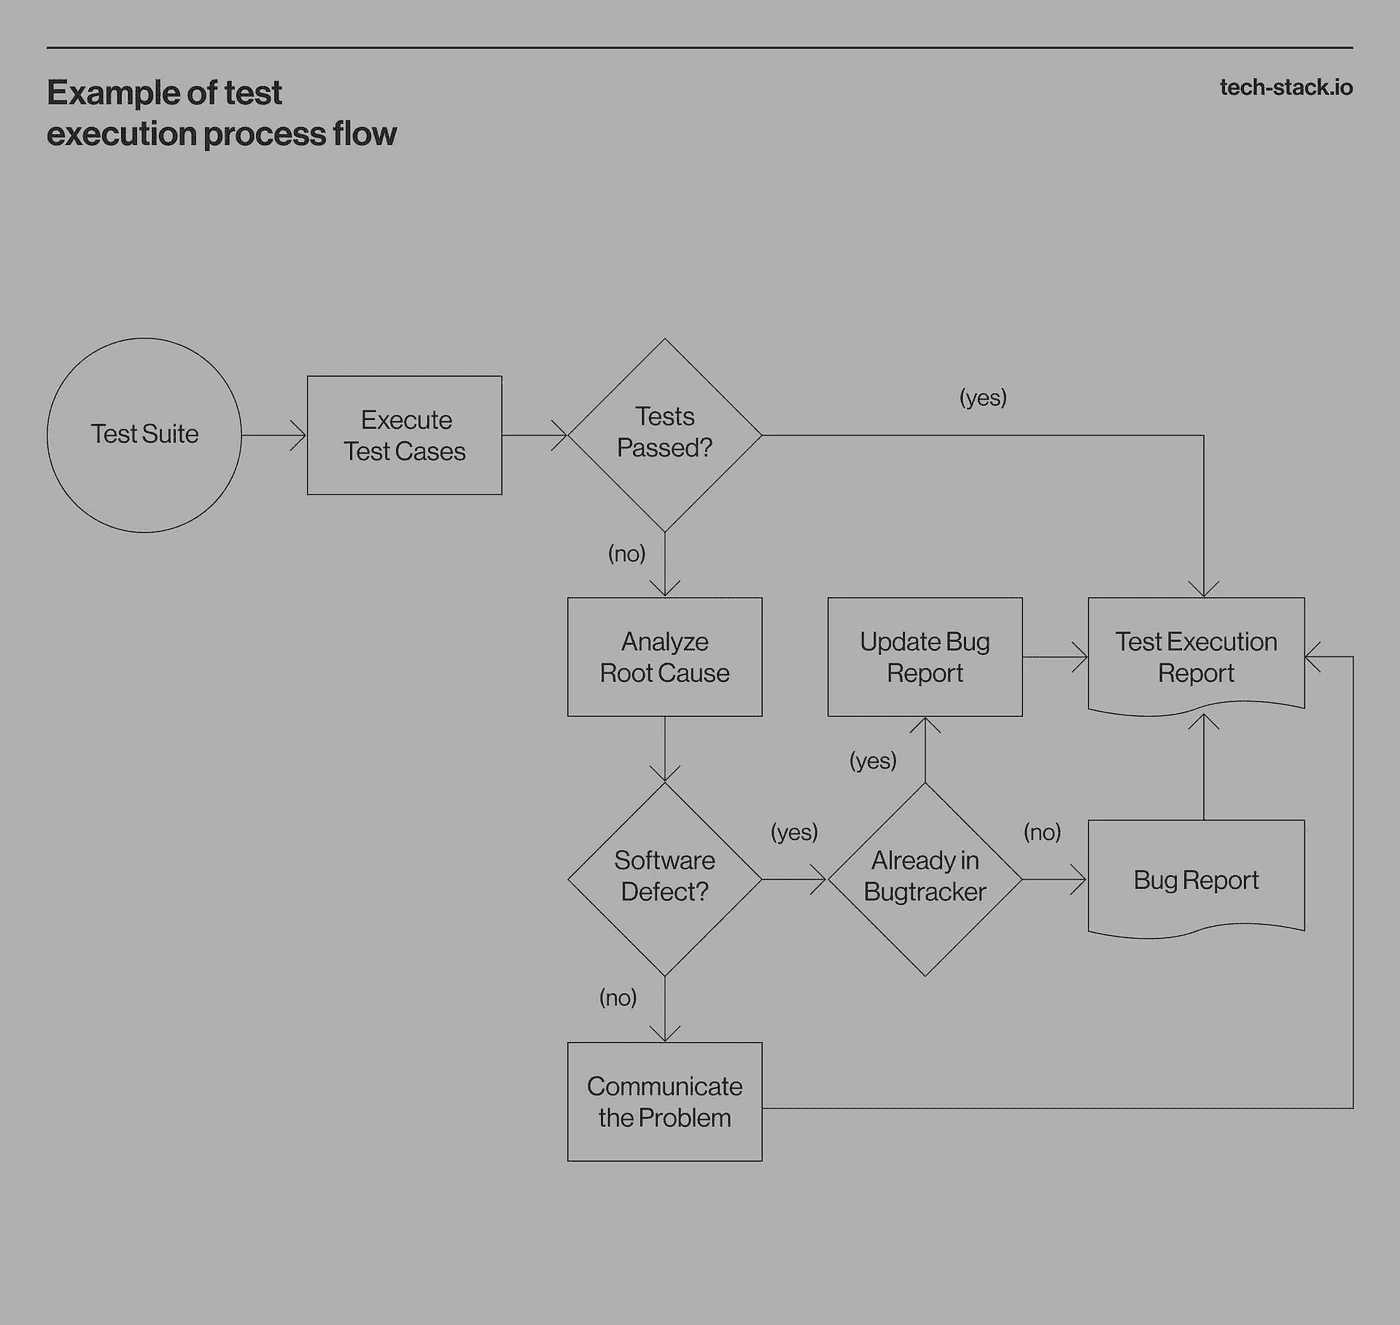 Example of test
execution process flow
tech-stack.io
Test Suite
Execute
Test Cases
Tests
Passed?
(yes)
(no)
Analyze
Root Cause
Update Bug
Report
Test Execution
Report
(yes)
Software
Defect?
(yes)
Already in
Bugtracker
(no)
Bug Report
(no)
Communicate
the Problem